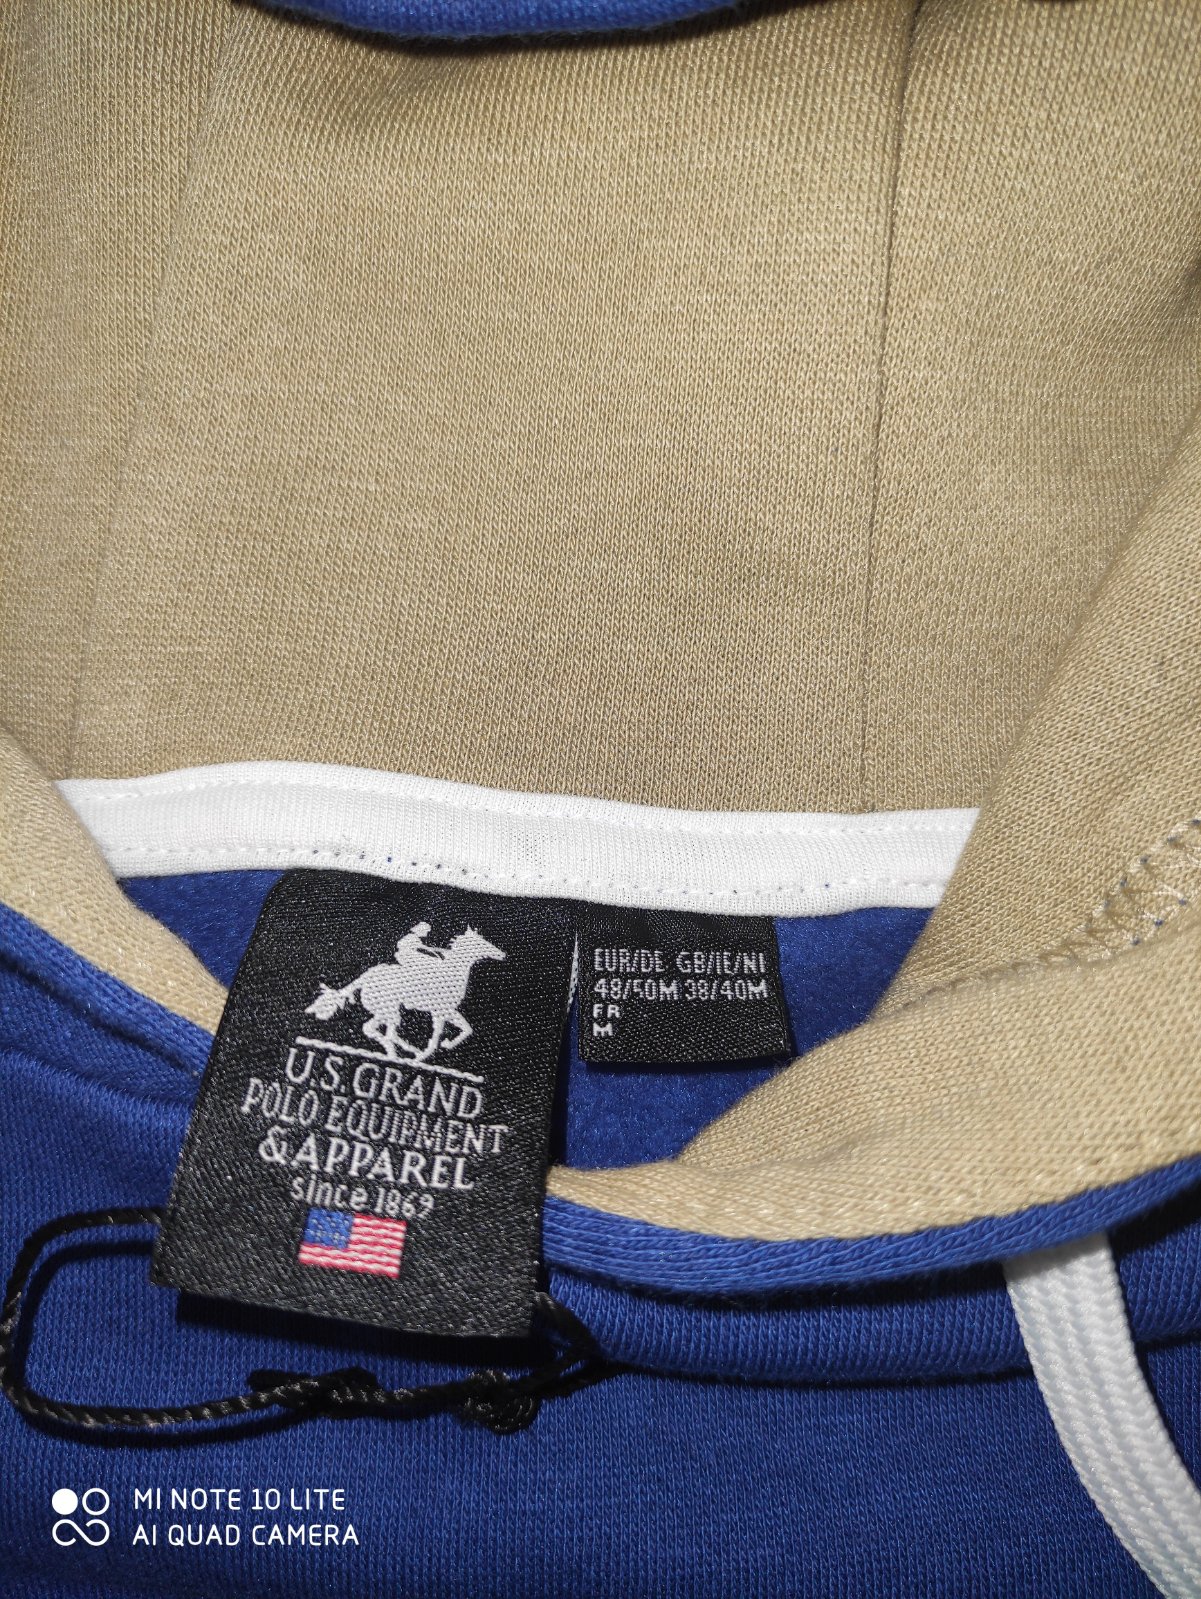 U.S. GRAND
POLO EQUIPMENT
& APPAREL
since 1869
EUR/DE GB/IE/NI
48/50M 38/40M
FR
M
MI NOTE 10 LITE
AI QUAD CAMERA